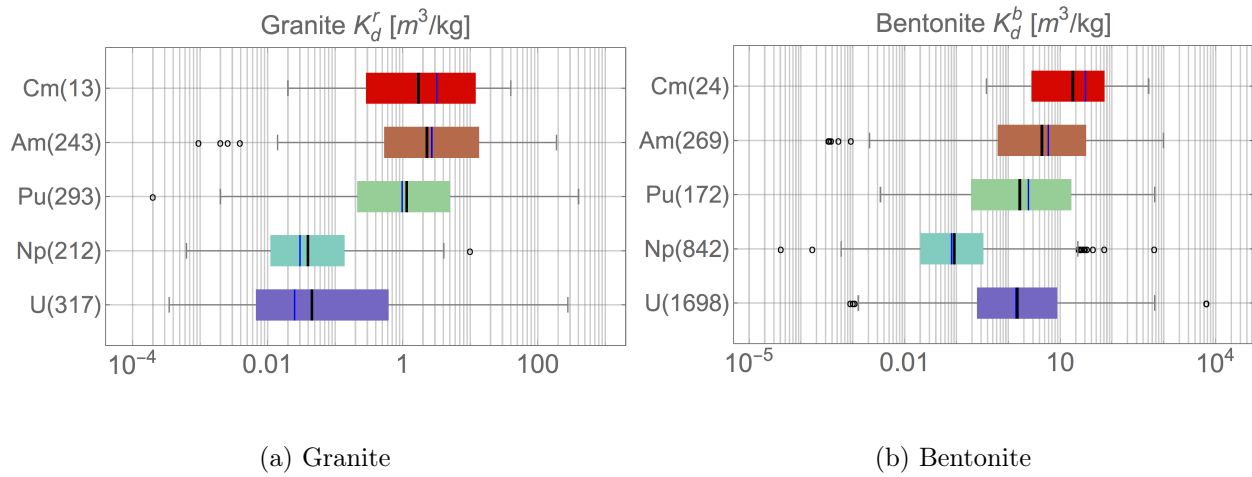 Granite $K_d^r$ [$m^3$/kg]
Cm(13)
Am(243)
Pu(293)
Np(212)
U(317)
$10^{-4}$ 0.01 1 100
(a) Granite
Bentonite $K_d^b$ [$m^3$/kg]
Cm(24)
Am(269)
Pu(172)
Np(842)
U(1698)
$10^{-5}$ 0.01 10 $10^4$
(b) Bentonite